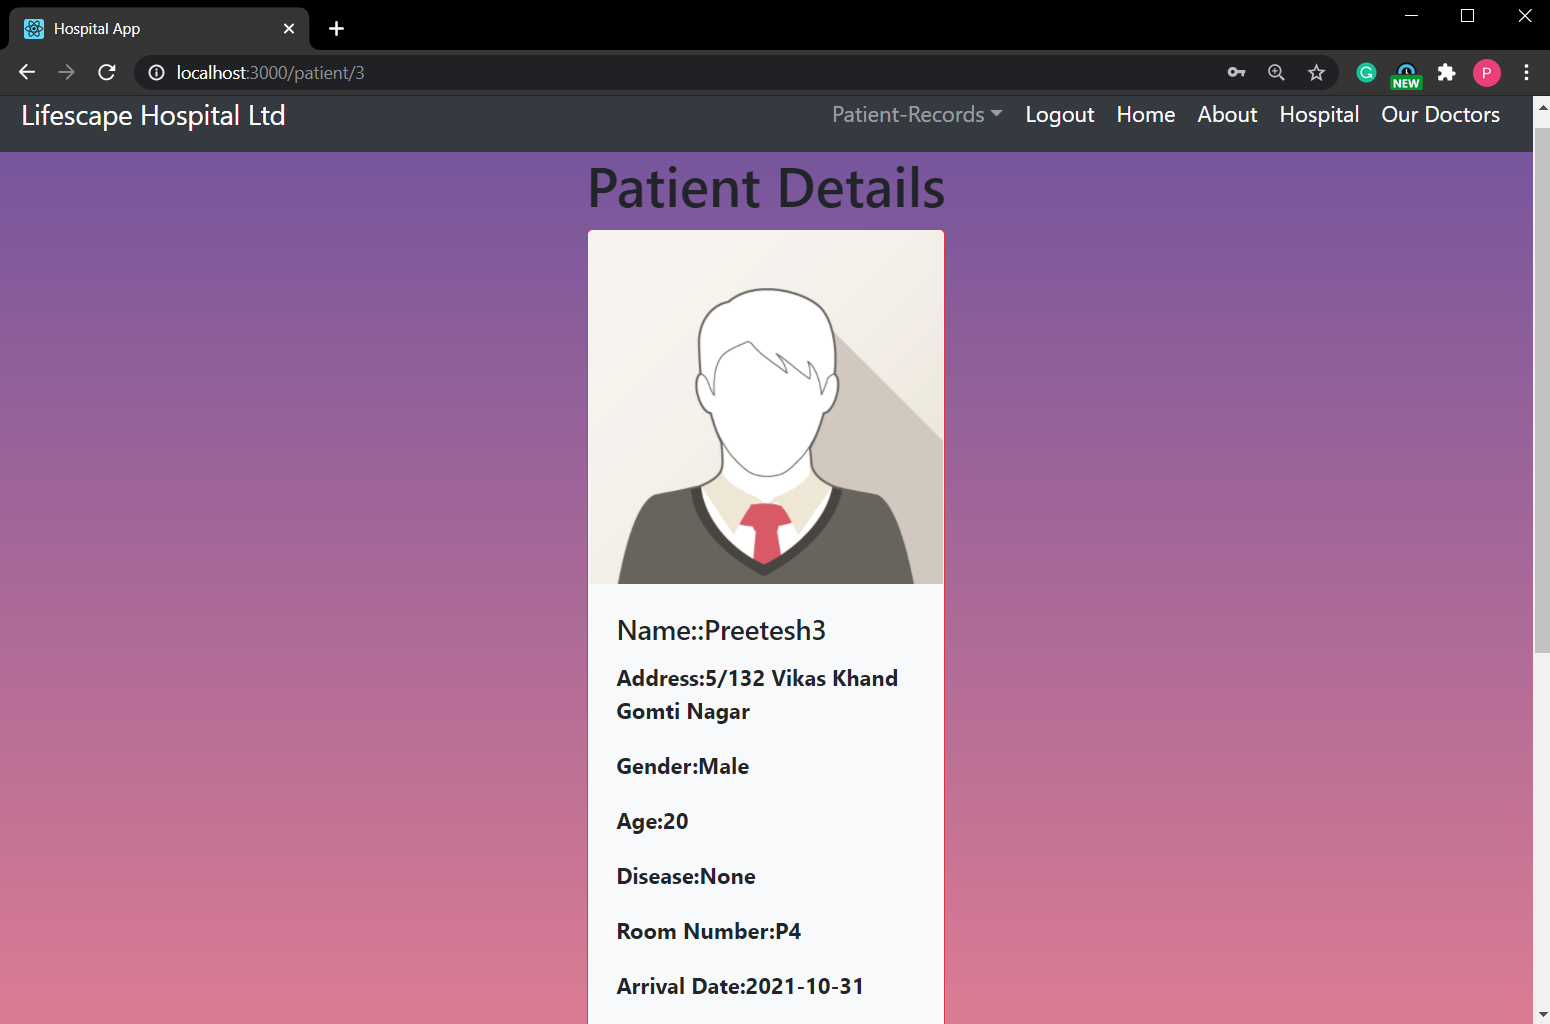 Hospital App
localhost:3000/patient/3
NEW
P
Lifescape Hospital Ltd
Patient-Records Logout Home About Hospital Our Doctors
Patient Details
Name::Preetesh3
Address:5/132 Vikas Khand
Gomti Nagar
Gender:Male
Age:20
Disease:None
Room Number:P4
Arrival Date:2021-10-31